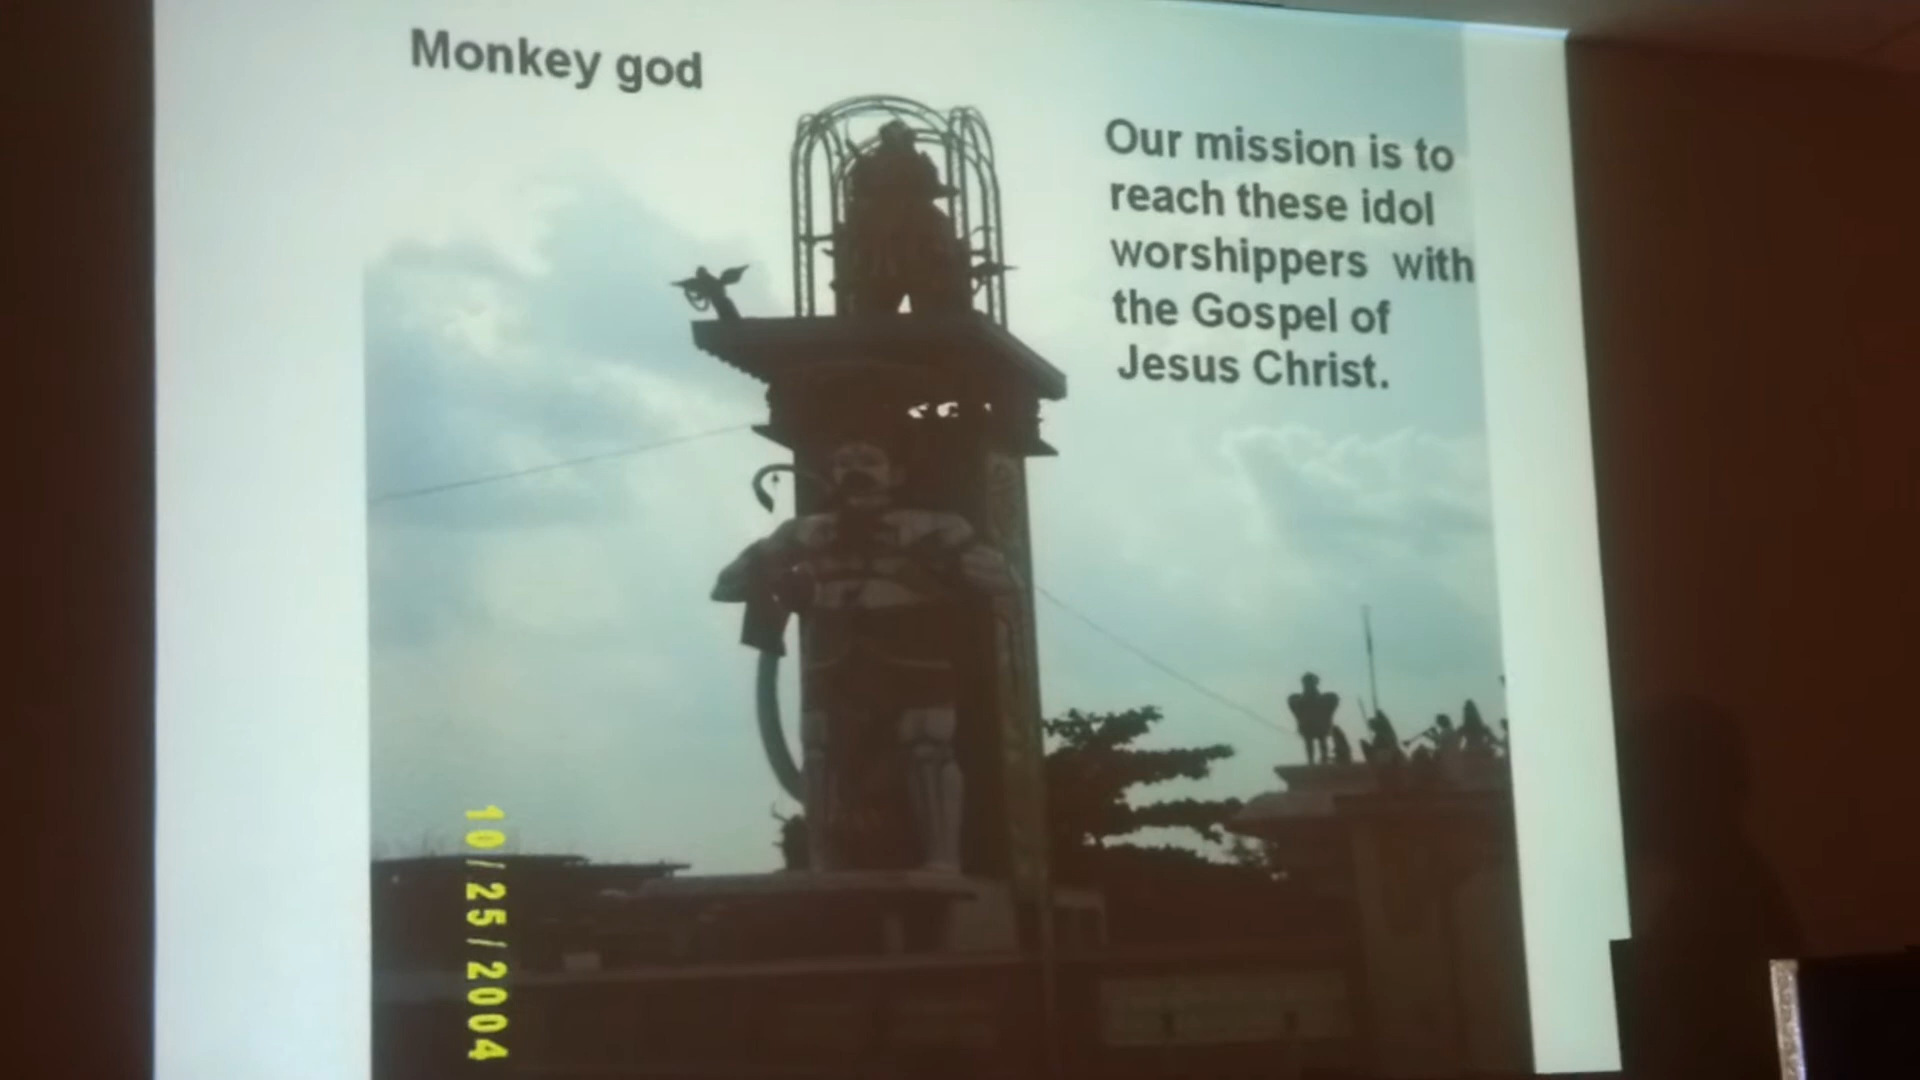 Monkey god
Our mission is to
reach these idol
worshippers with
the Gospel of
Jesus Christ.
10/25/2004